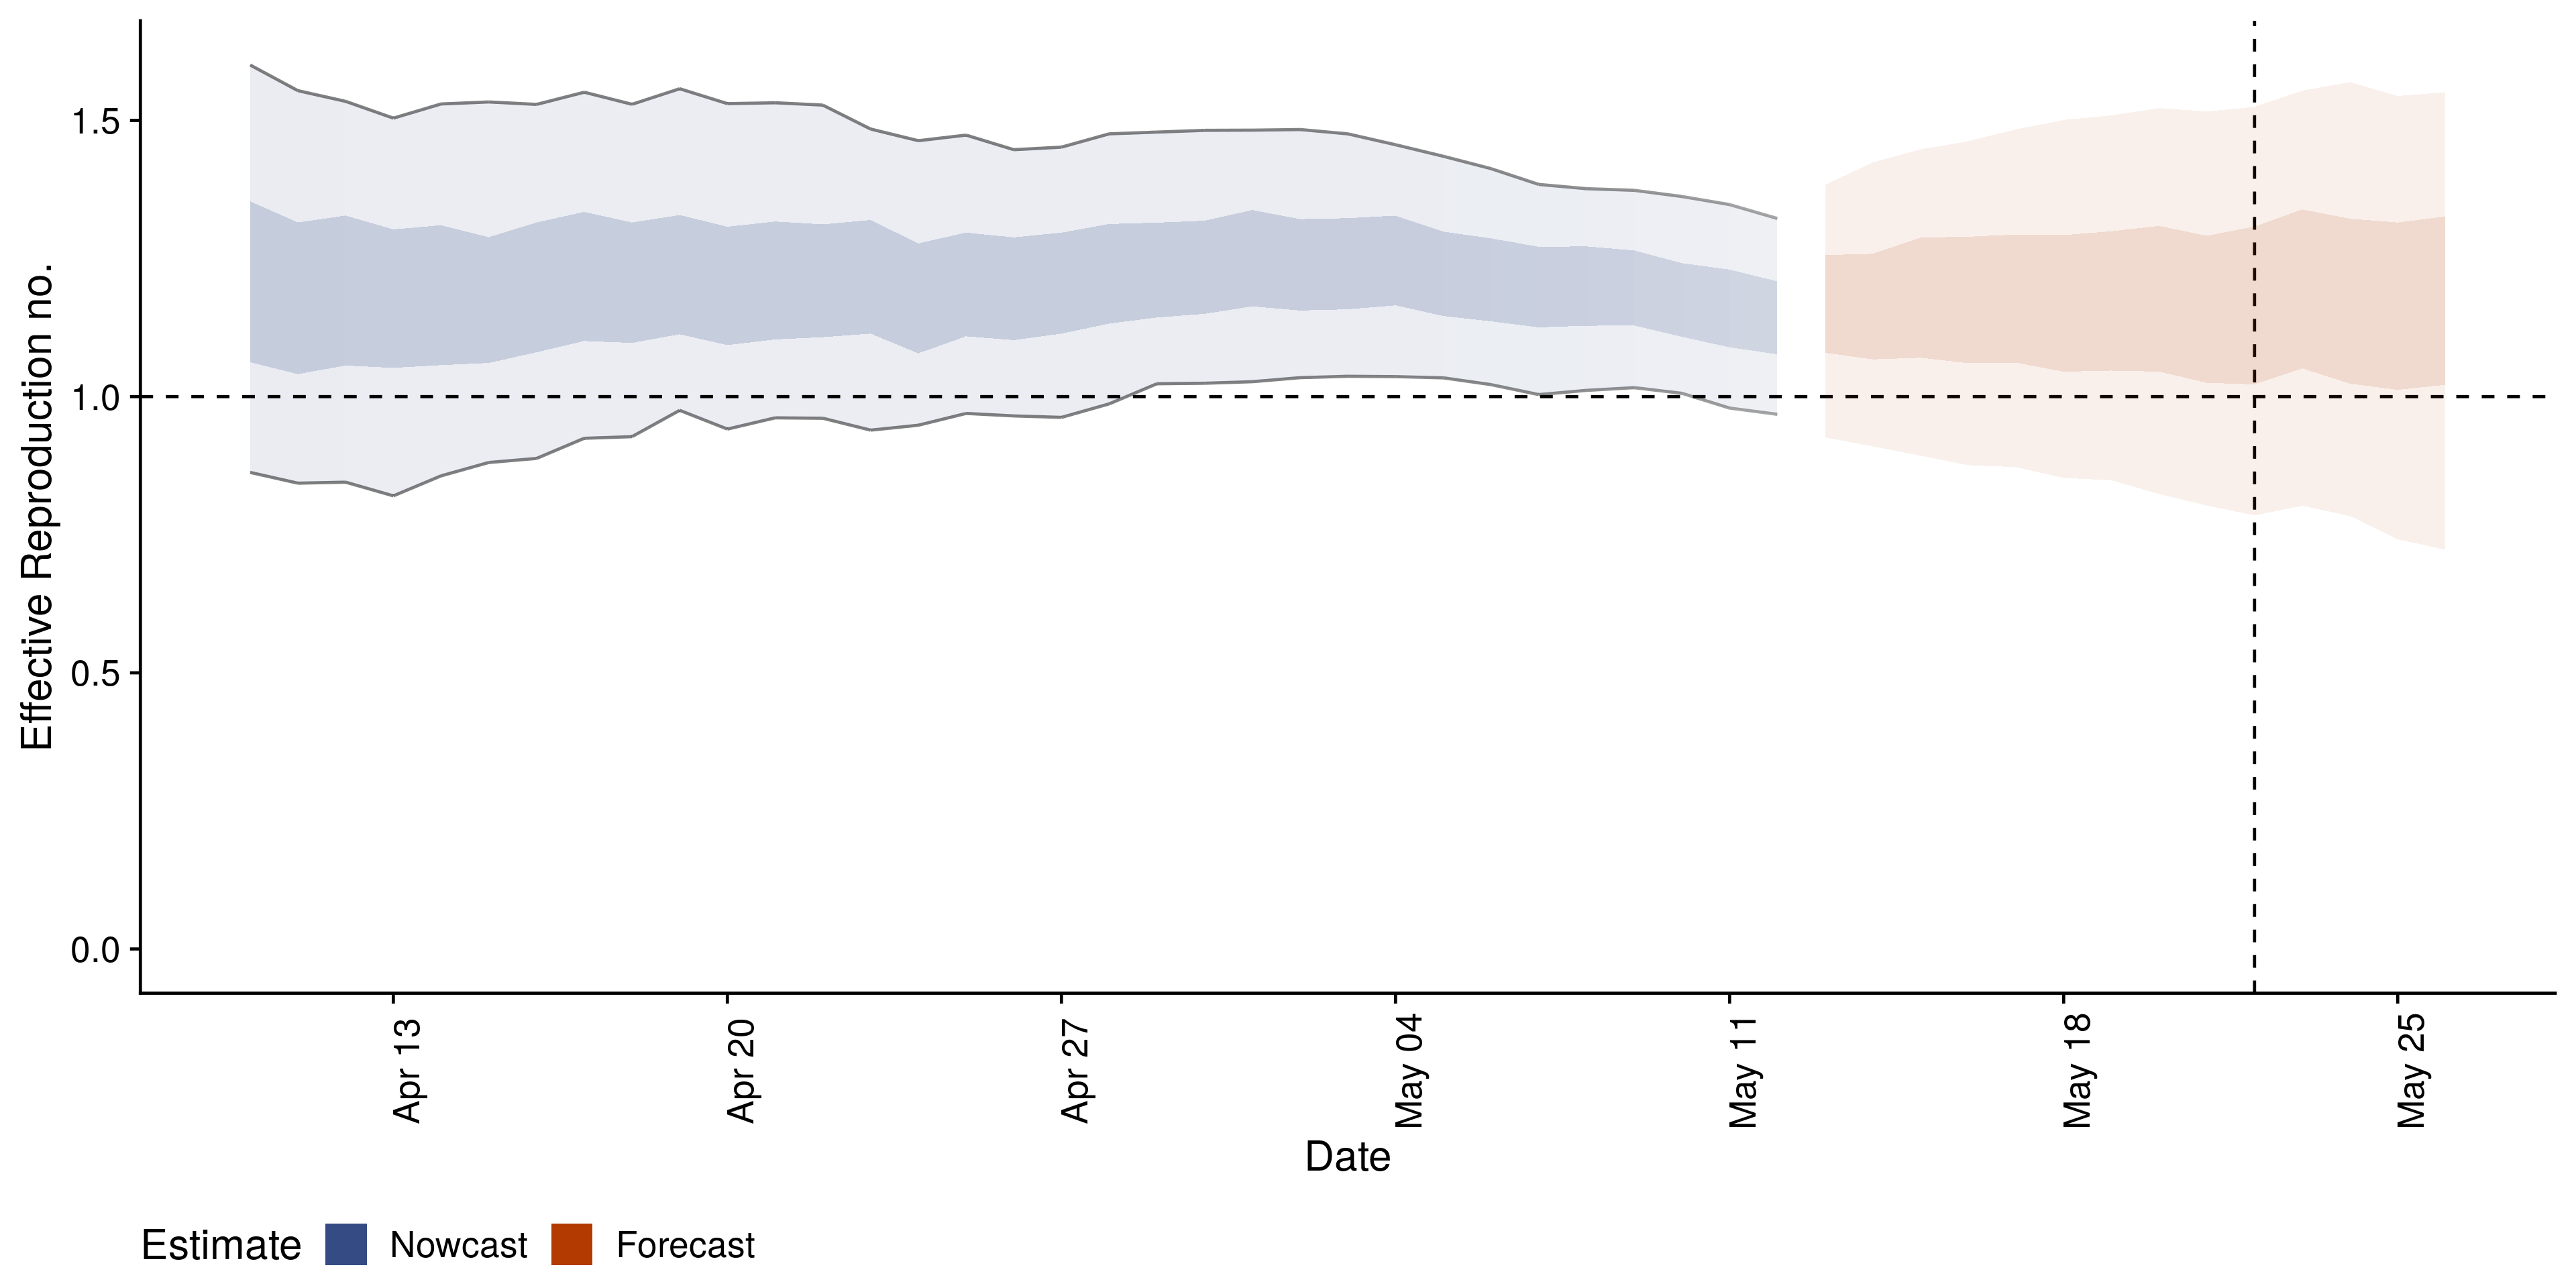 Effective Reproduction no.
1.5
1.0
0.5
0.0
Apr 13
Apr 20
Apr 27
May 04
May 11
May 18
May 25
Date
Estimate Nowcast Forecast